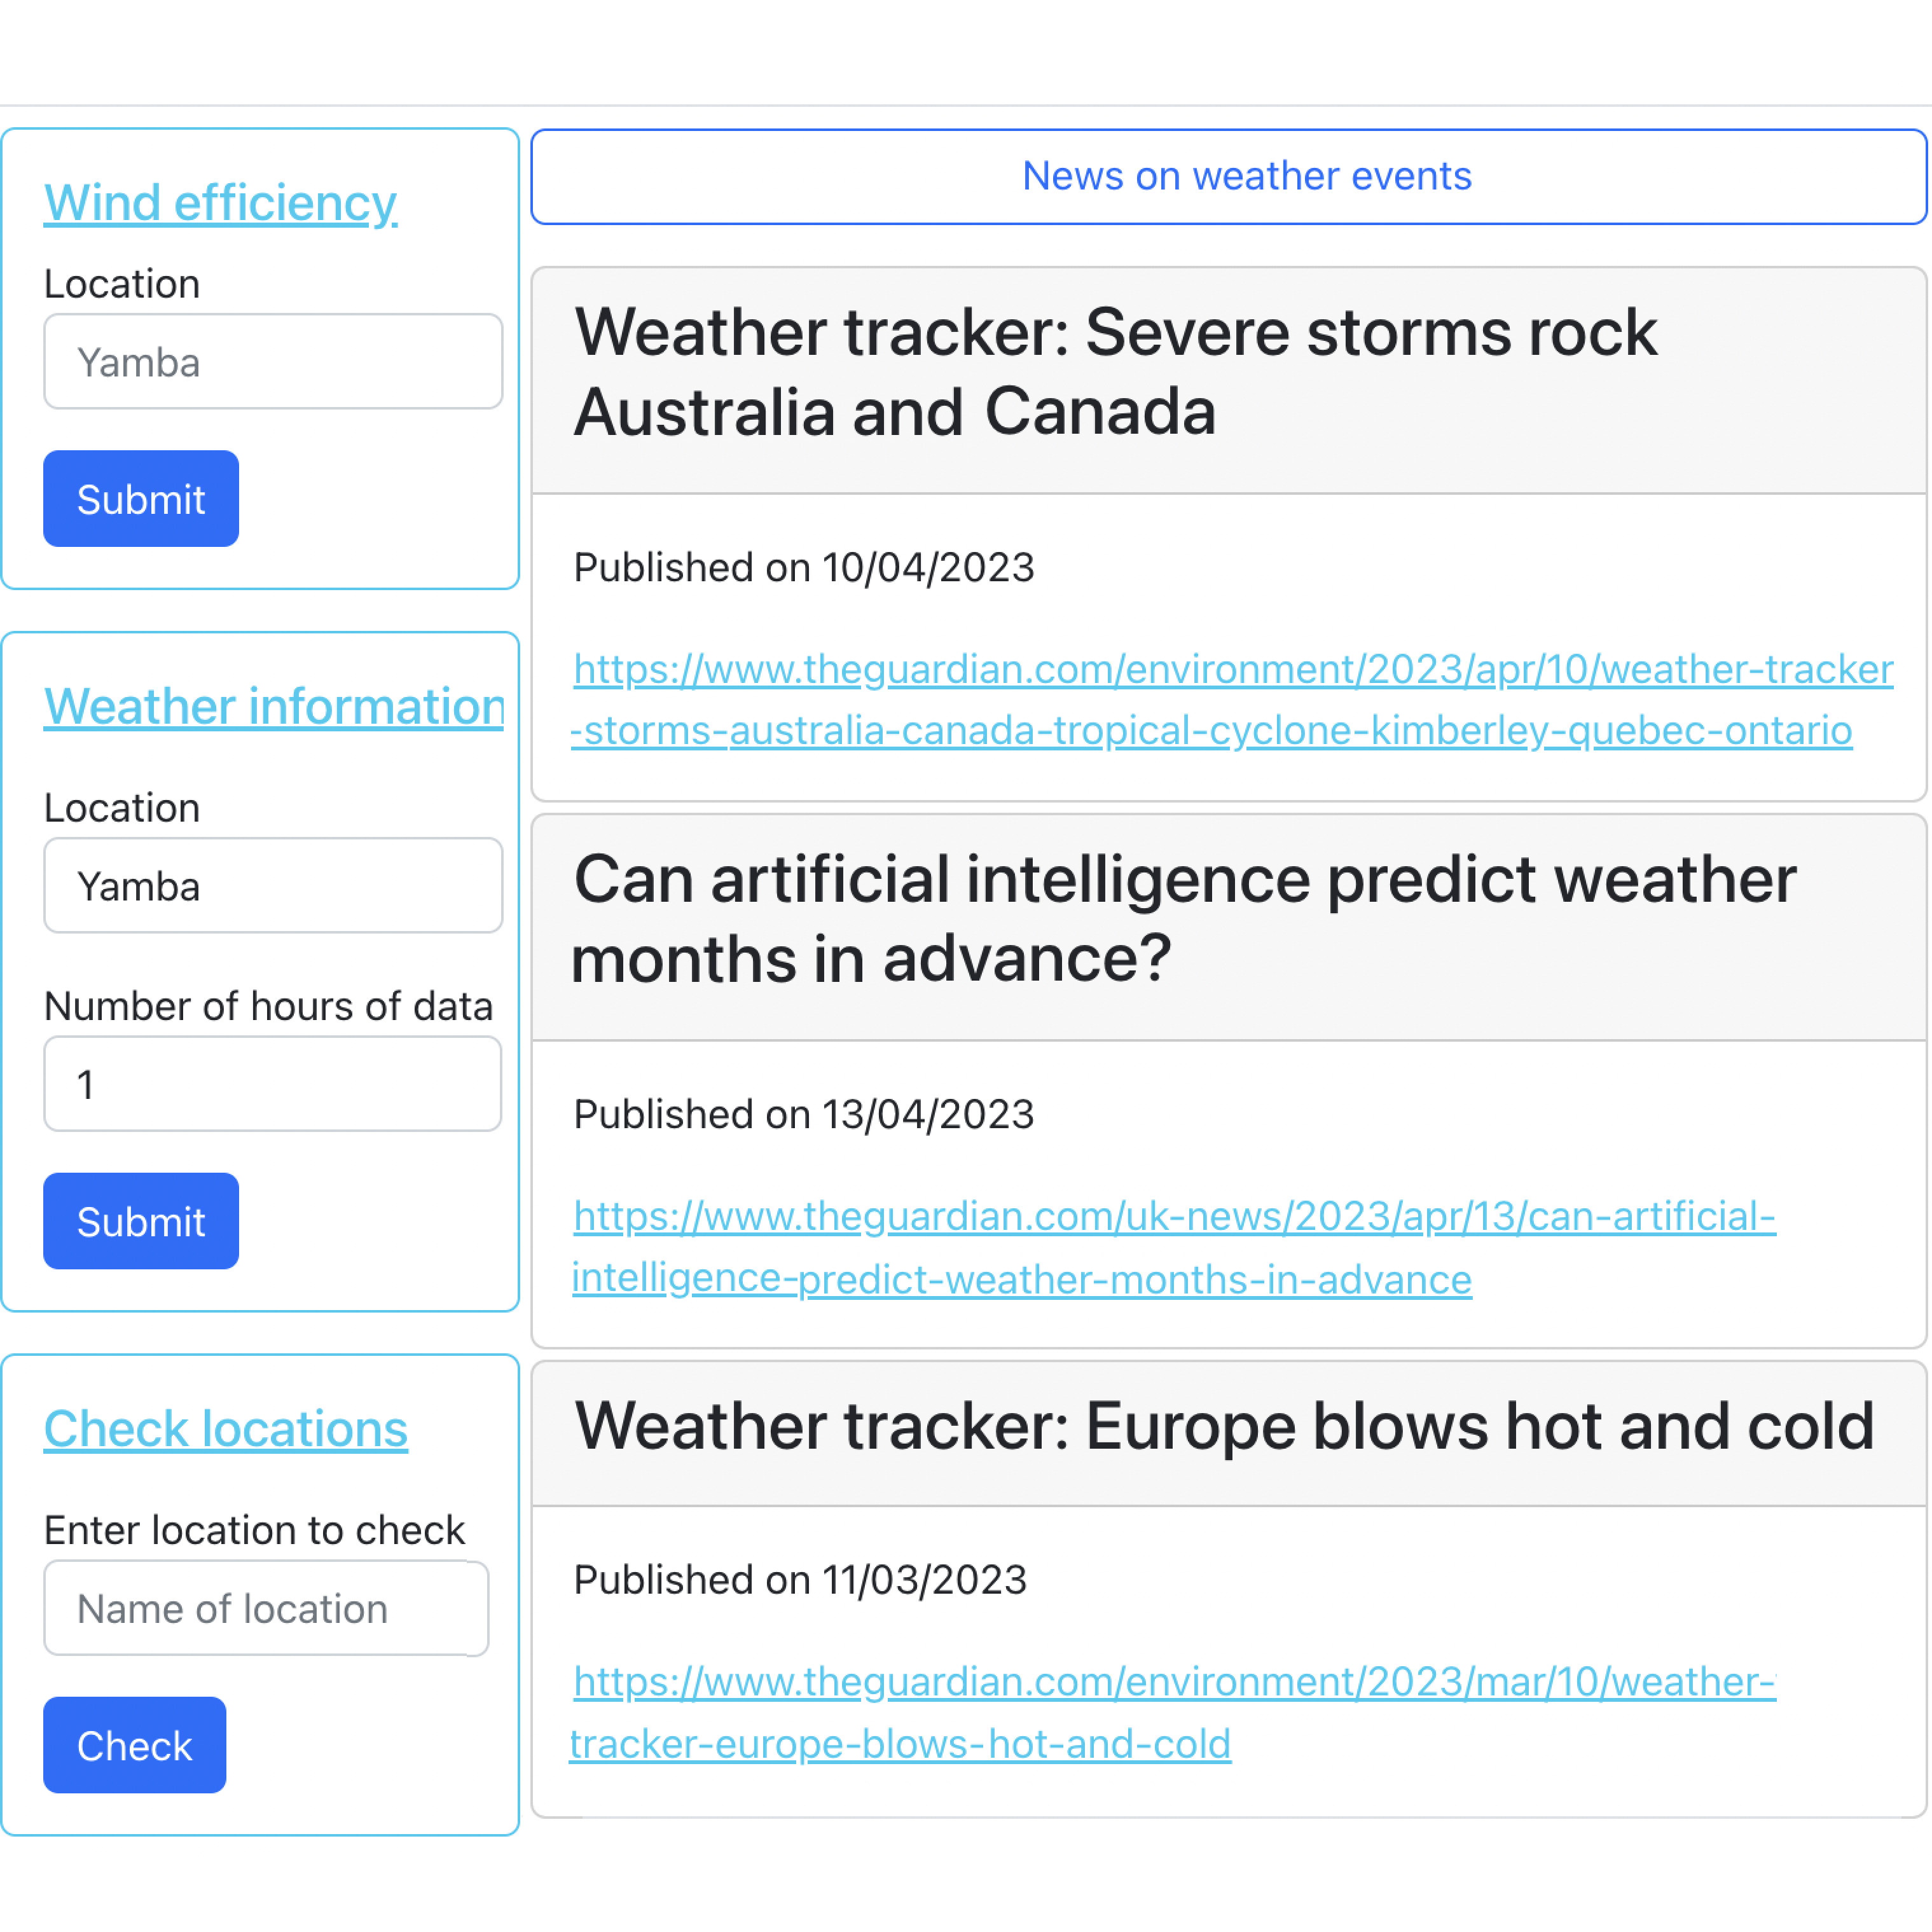 Wind efficiency
Location
Yamba
Submit
Weather information
Location
Yamba
Number of hours of data
1
Submit
Check locations
Enter location to check
Name of location
Check
News on weather events
Weather tracker: Severe storms rock
Australia and Canada
Published on 10/04/2023
https://www.theguardian.com/environment/2023/apr/10/weather-tracker
-storms-australia-canada-tropical-cyclone-kimberley-quebec-ontario
Can artificial intelligence predict weather
months in advance?
Published on 13/04/2023
https://www.theguardian.com/uk-news/2023/apr/13/can-artificial-
intelligence-predict-weather-months-in-advance
Weather tracker: Europe blows hot and cold
Published on 11/03/2023
https://www.theguardian.com/environment/2023/mar/10/weather-
tracker-europe-blows-hot-and-cold